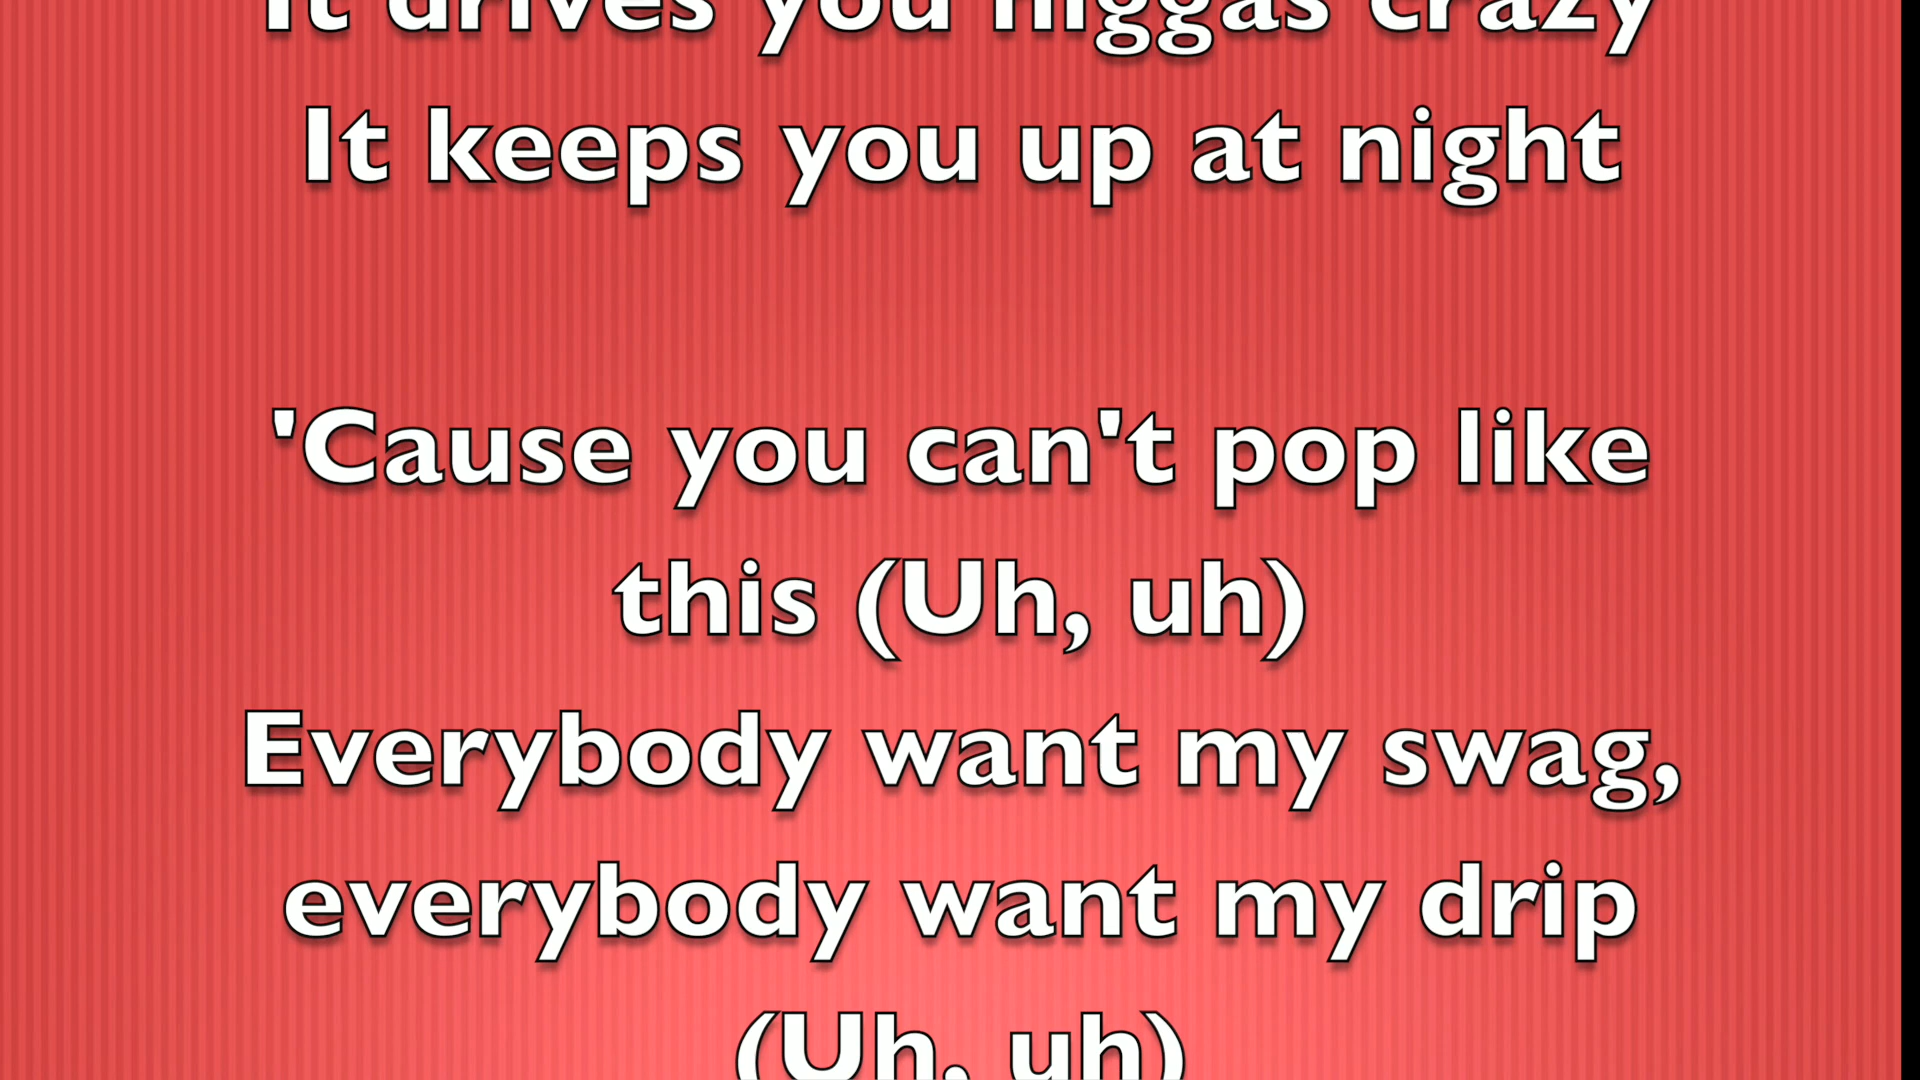 It drives you niggas crazy
It keeps you up at night
'Cause you can't pop like
this (Uh, uh)
Everybody want my swag,
everybody want my drip
(Uh, uh)